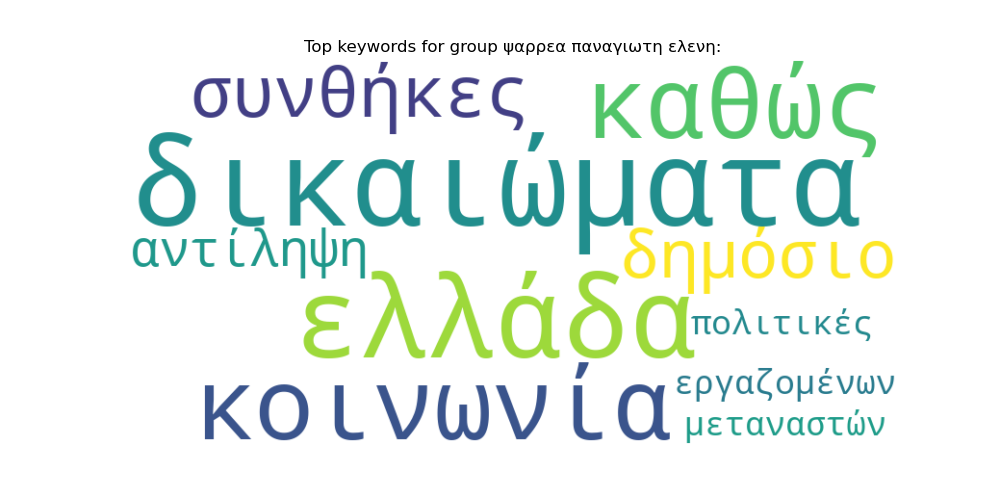 Top keywords for group ψαρρεα παναγιωτη ελενη:
συνθήκες καθώς
δικαιώματα
αντίληψη δημόσιο
ελλάδα πολιτικές
κοινωνία εργαζομένων
μεταναστών